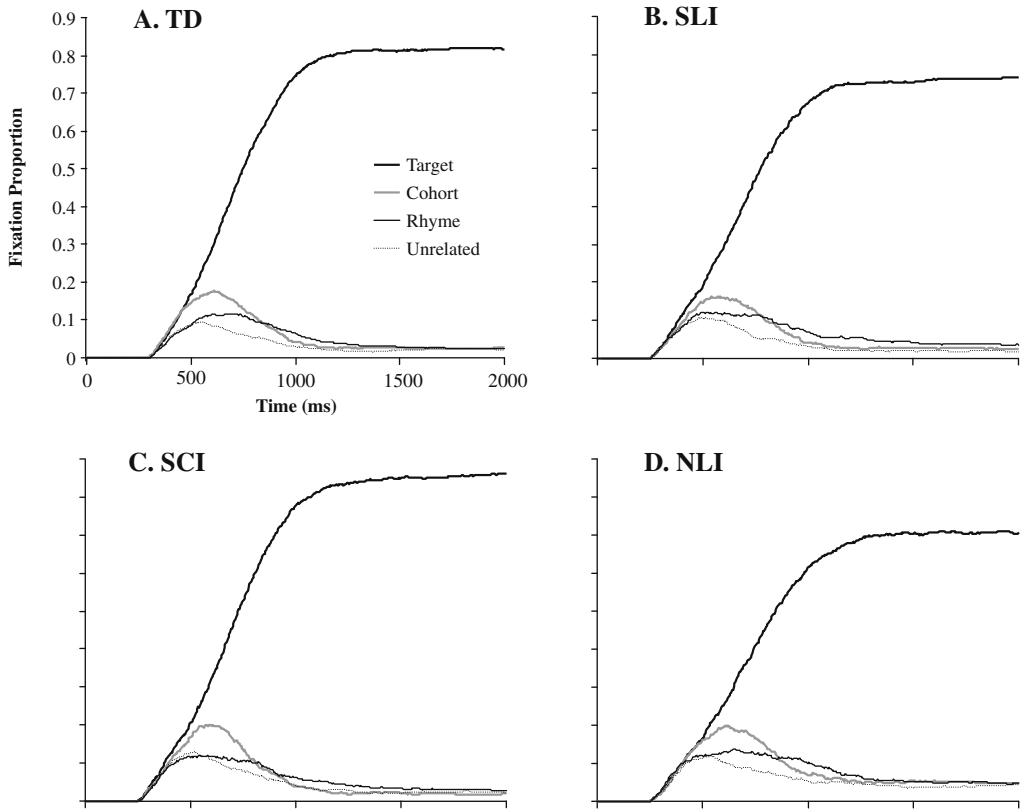 A. TD
B. SLI
0.9
0.8
0.7
0.6
0.5
0.4
0.3
0.2
0.1
0
Fixation Proportion
Target
Cohort
Rhyme
Unrelated
0 500 1000 1500 2000
Time (ms)
C. SCI
D. NLI